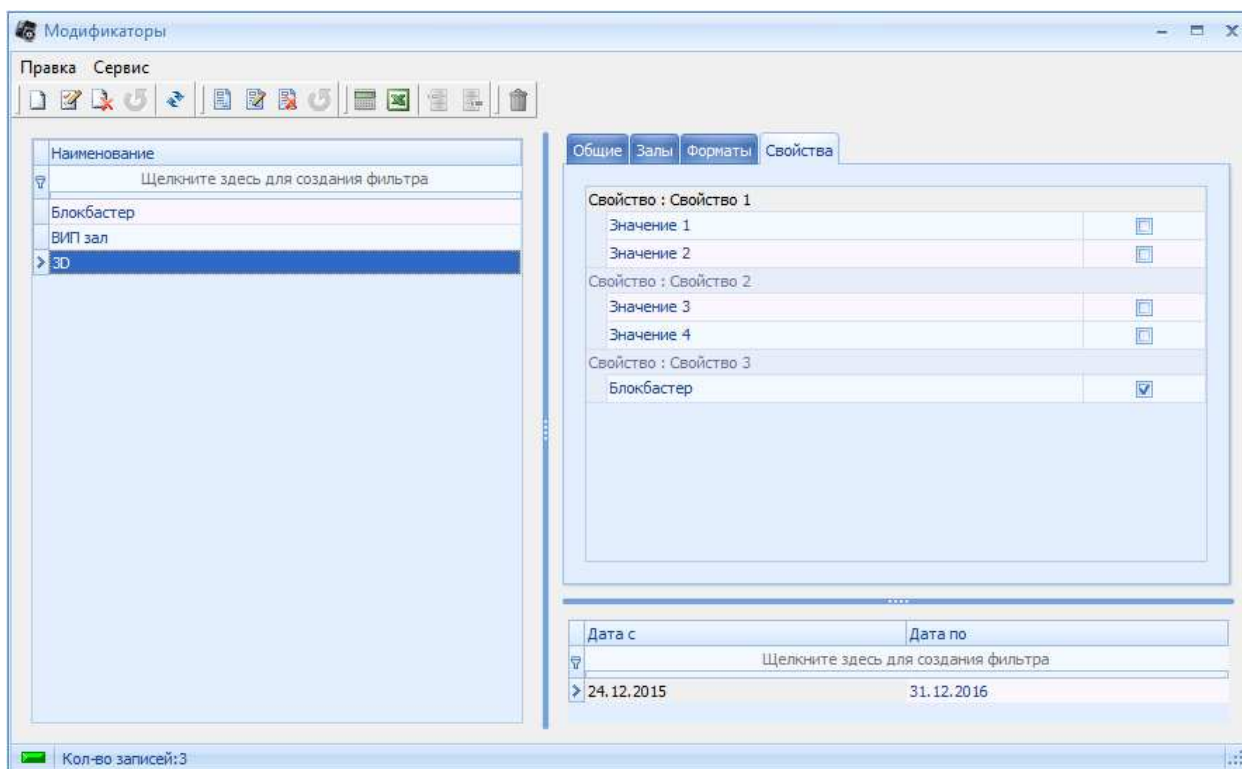 Модификаторы
Правка Сервис
Наименование
Щелкните здесь для создания фильтра
Блокбастер
ВИП зал
3D
Общие Залы Форматы Свойства
Свойство : Свойство 1
Значение 1
Значение 2
Свойство : Свойство 2
Значение 3
Значение 4
Свойство : Свойство 3
Блокбастер
Дата с Дата по
Щелкните здесь для создания фильтра
24.12.2015 31.12.2016
Кол-во записей:3